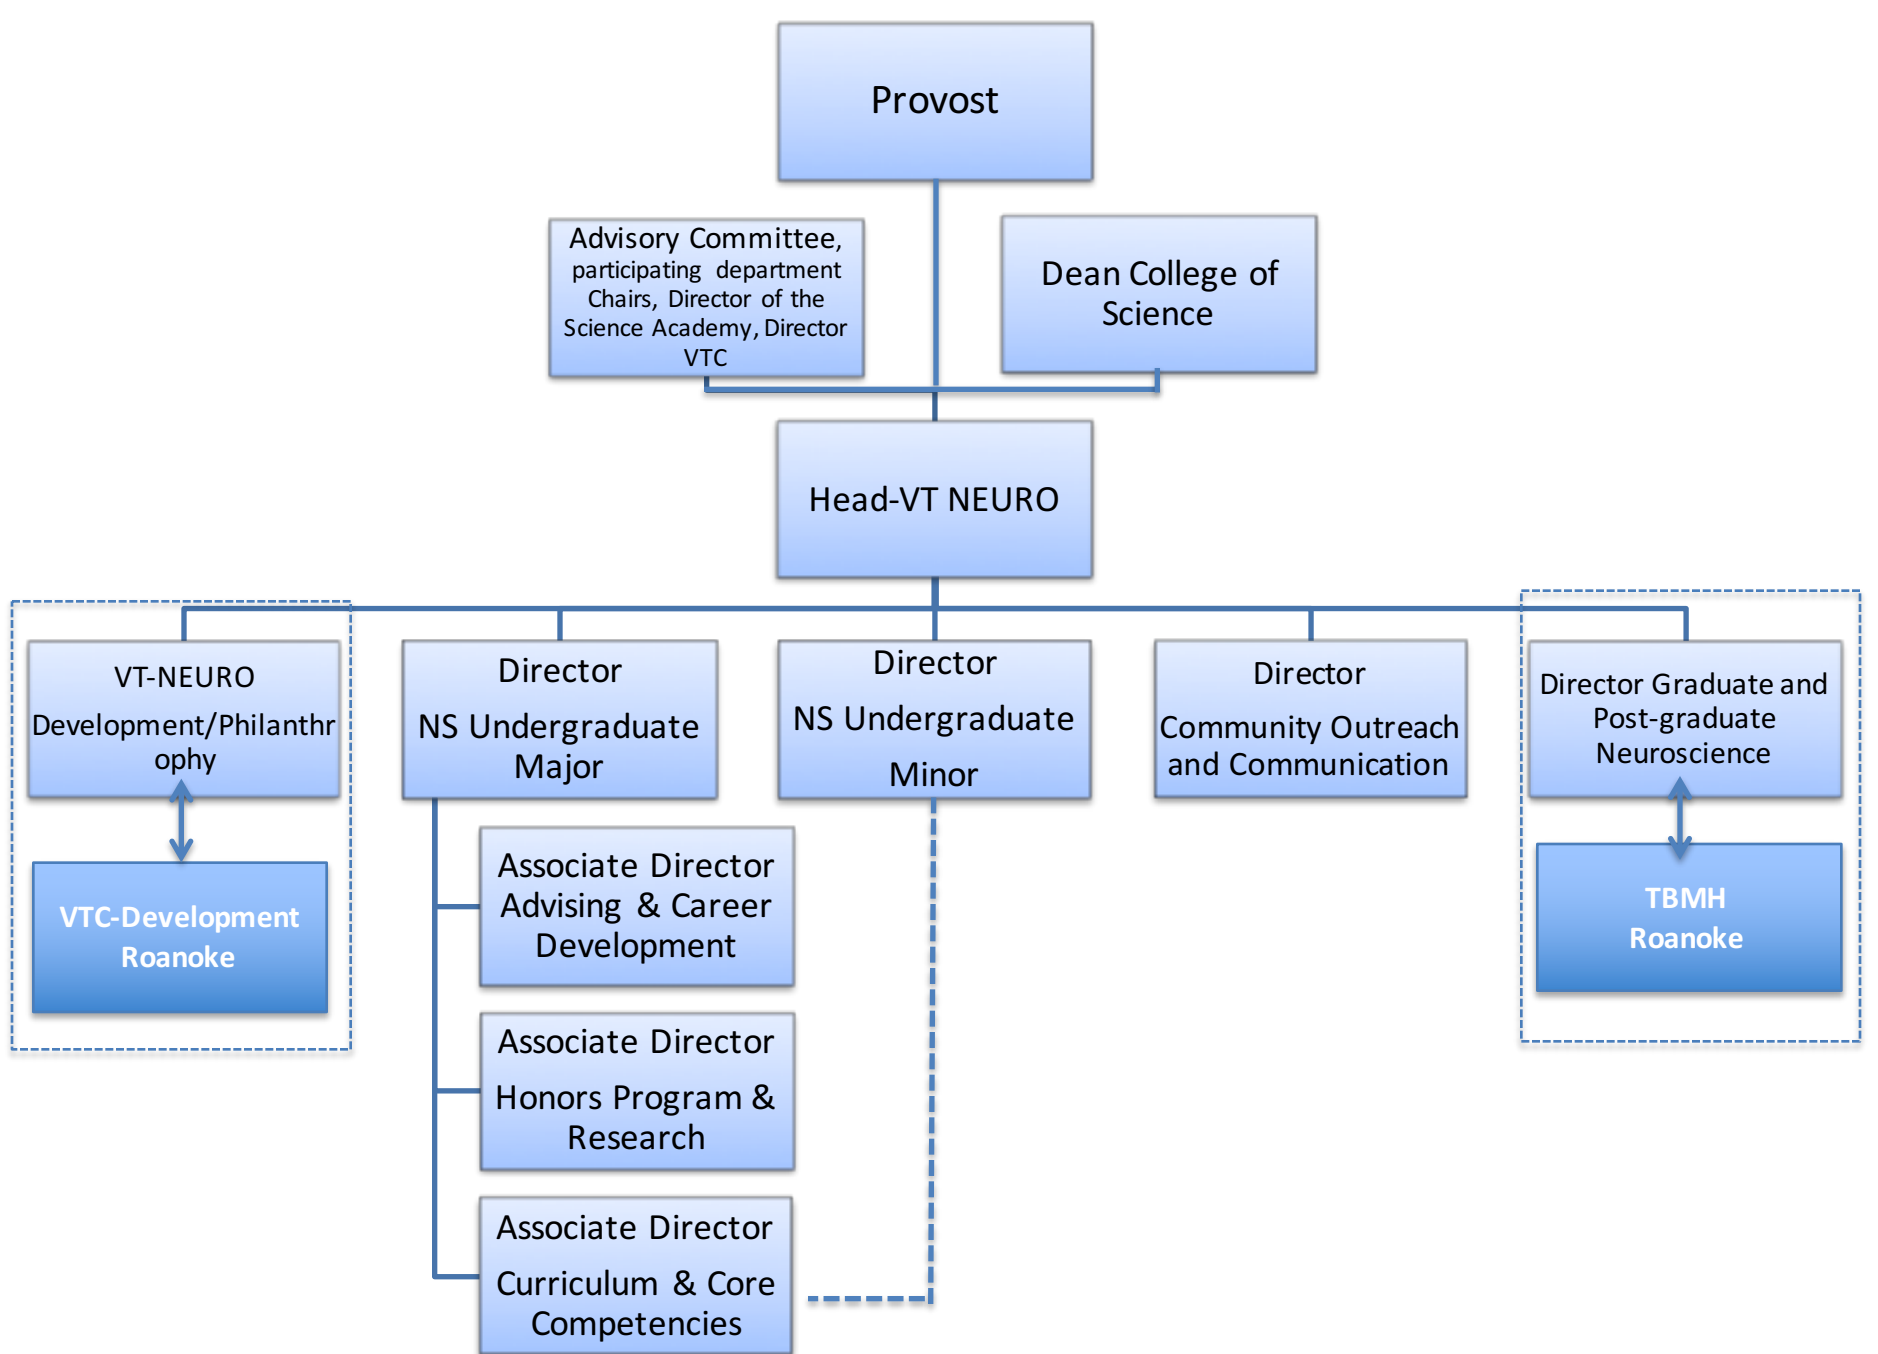 Provost
Advisory Committee,
participating department
Chairs, Director of the
Science Academy, Director
VTC
Dean College of
Science
Head-VT NEURO
VT-NEURO
Development/Philanthr
ophy
VTC-Development
Roanoke
Director
NS Undergraduate
Major
Associate Director
Advising & Career
Development
Associate Director
Honors Program &
Research
Associate Director
Curriculum & Core
Competencies
Director
NS Undergraduate
Minor
Director
Community Outreach
and Communication
Director Graduate and
Post-graduate
Neuroscience
TBMH
Roanoke